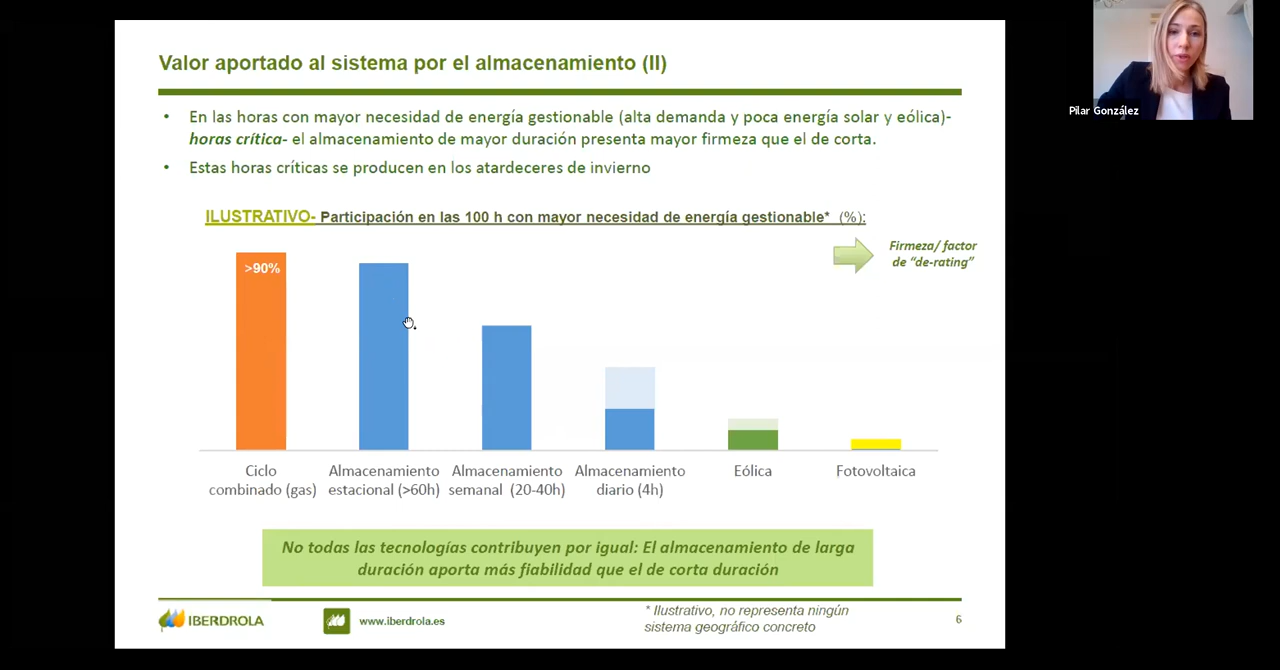 Valor aportado al sistema por el almacenamiento (II)
Pilar González
• En las horas con mayor necesidad de energía gestionable (alta demanda y poca energía solar y eólica)-
horas crítica- el almacenamiento de mayor duración presenta mayor firmeza que el de corta.
• Estas horas críticas se producen en los atardeceres de invierno
ILUSTRATIVO- Participación en las 100 h con mayor necesidad de energía gestionable* (%):
Firmeza/ factor
de “de-rating”
>90%
Ciclo
combinado (gas)
Almacenamiento
estacional (>60h)
Almacenamiento
semanal (20-40h)
Almacenamiento
diario (4h)
Eólica
Fotovoltaica
No todas las tecnologías contribuyen por igual: El almacenamiento de larga
duración aporta más fiabilidad que el de corta duración
IBERDROLA
www.iberdrola.es
* Ilustrativo, no representa ningún
sistema geográfico concreto
6